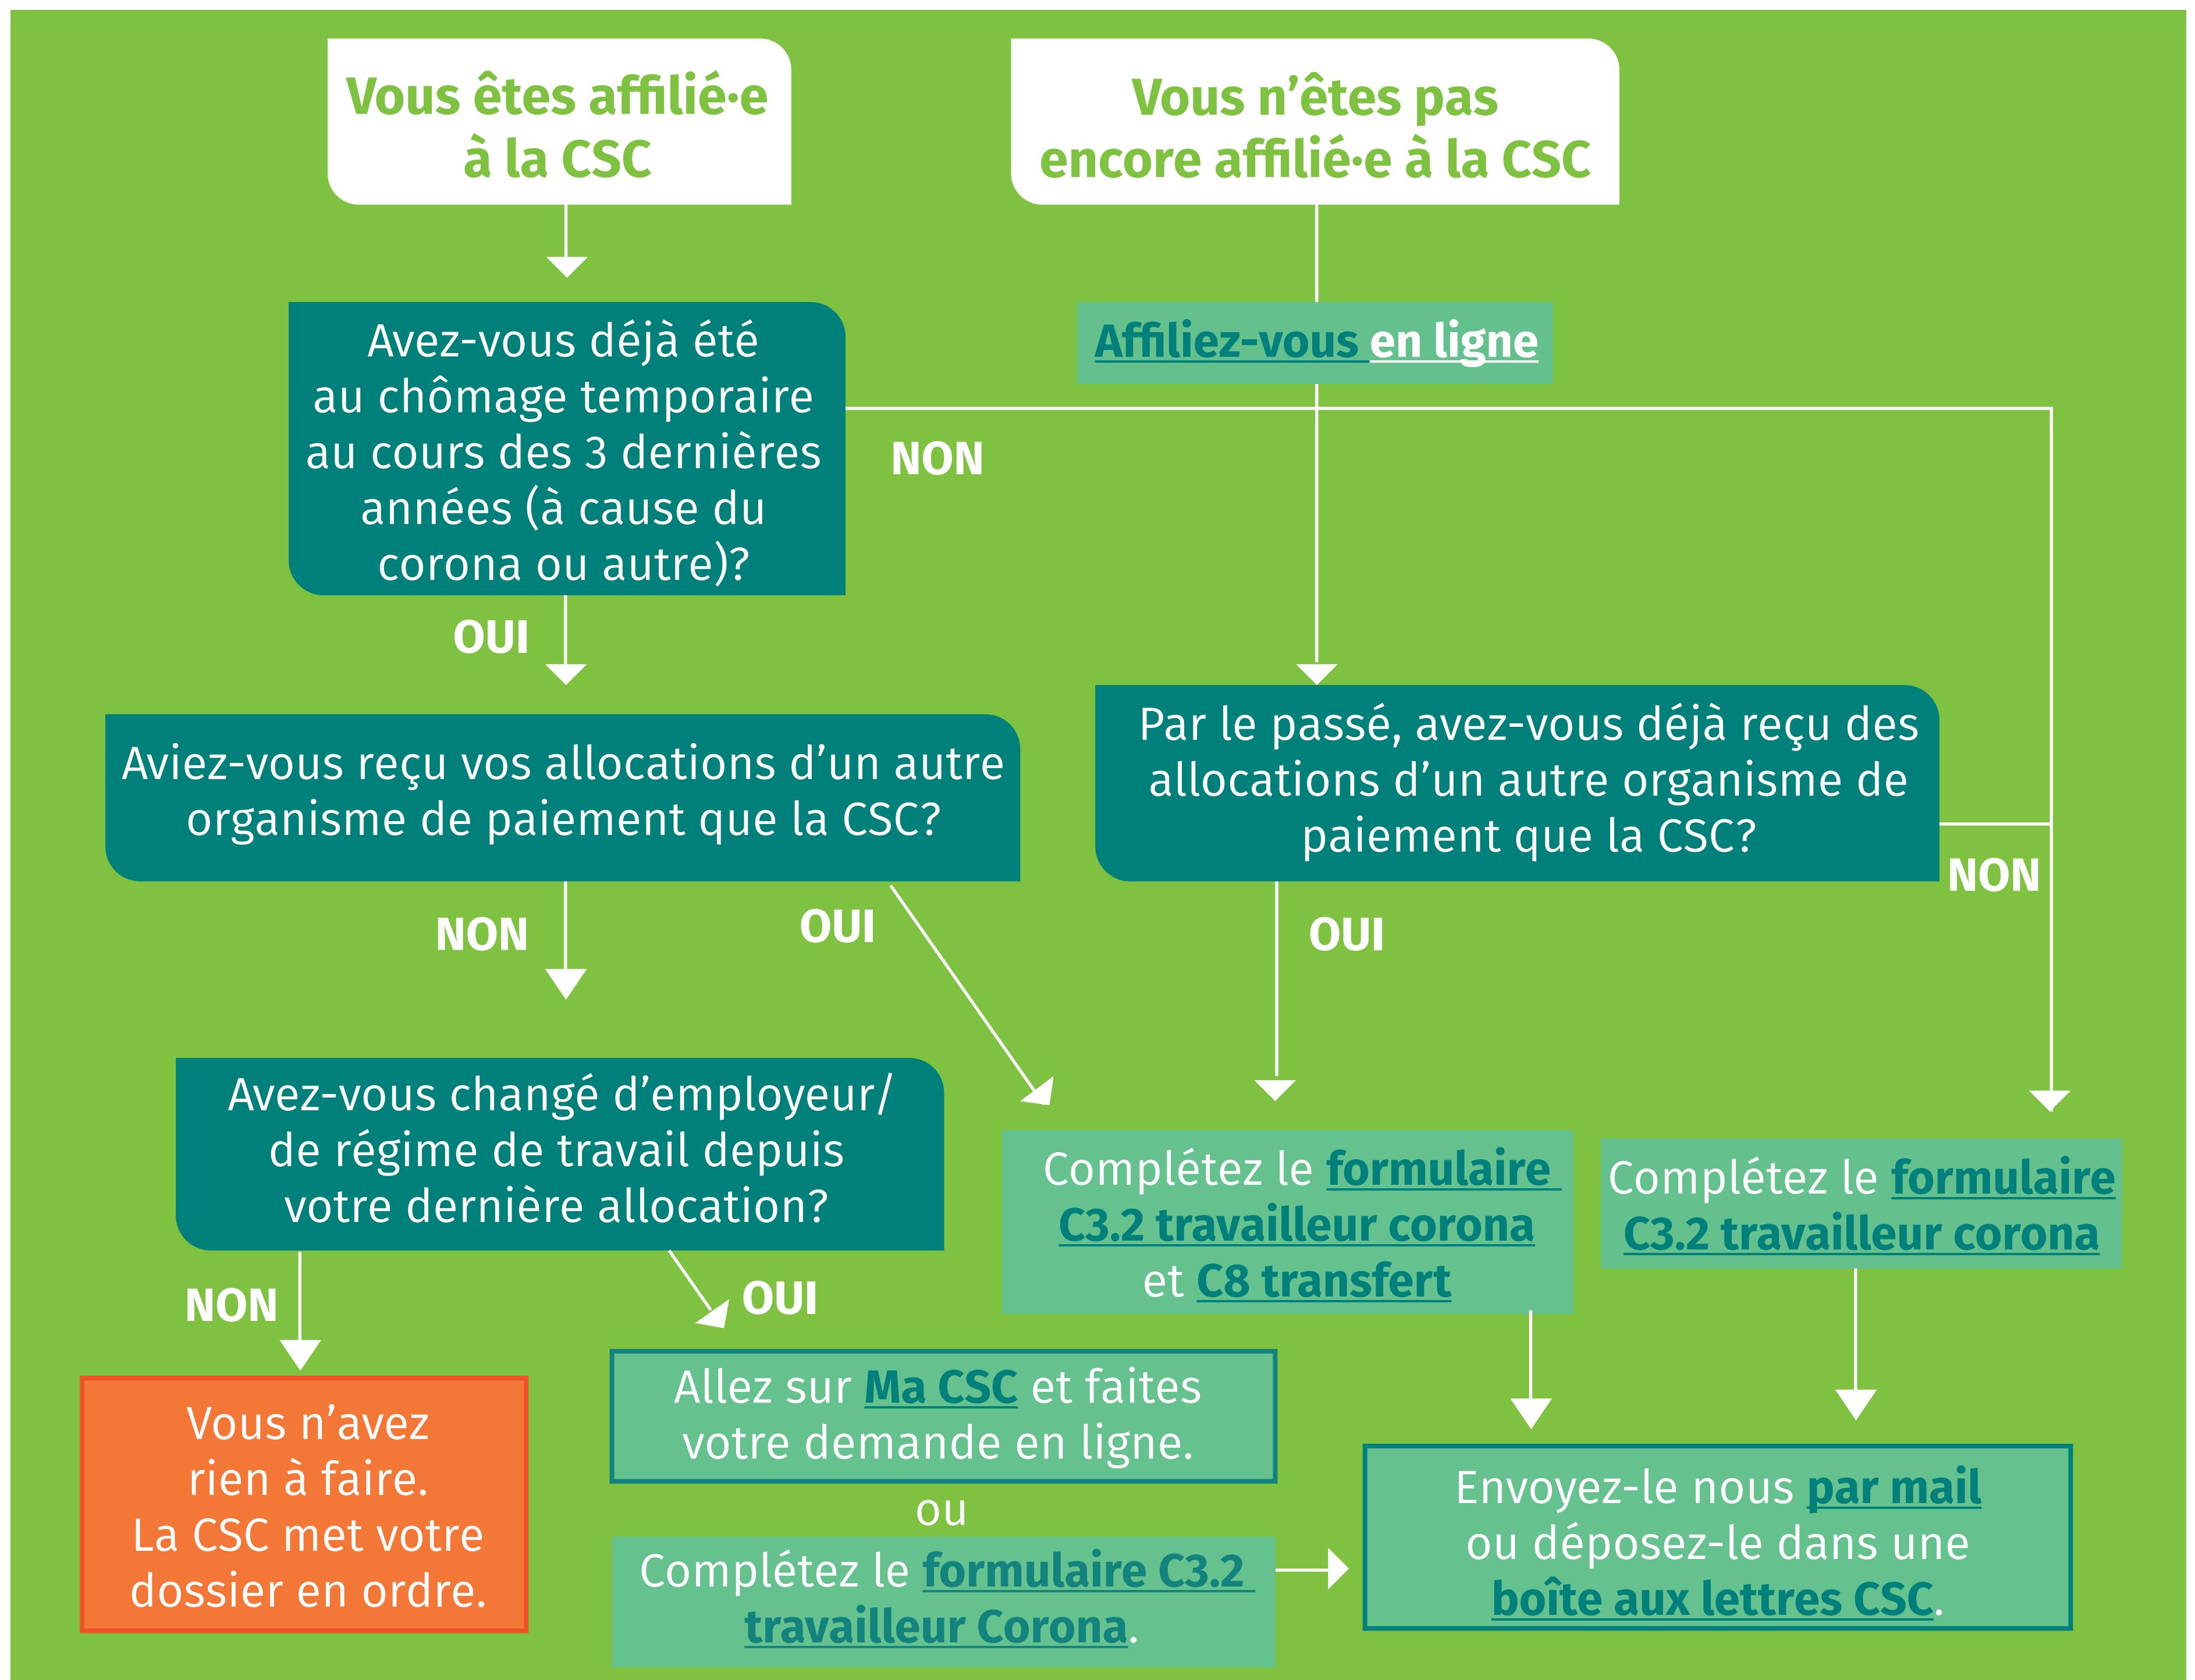 Vous êtes affilié·e
à la CSC
Vous n’êtes pas
encore affilié·e à la CSC
Avez-vous déjà été
au chômage temporaire
au cours des 3 dernières
années (à cause du
corona ou autre)?
Affiliez-vous en ligne
NON
OUI
Aviez-vous reçu vos allocations d’un autre
organisme de paiement que la CSC?
Par le passé, avez-vous déjà reçu des
allocations d’un autre organisme de
paiement que la CSC?
NON
NON
OUI
OUI
Avez-vous changé d’employeur/
de régime de travail depuis
votre dernière allocation?
Complétez le formulaire
C3.2 travailleur corona
et C8 transfert
Complétez le formulaire
C3.2 travailleur corona
NON
OUI
Vous n’avez
rien à faire.
La CSC met votre
dossier en ordre.
Allez sur Ma CSC et faites
votre demande en ligne.
ou
Complétez le formulaire C3.2
travailleur Corona.
Envoyez-le nous par mail
ou déposez-le dans une
boîte aux lettres CSC.